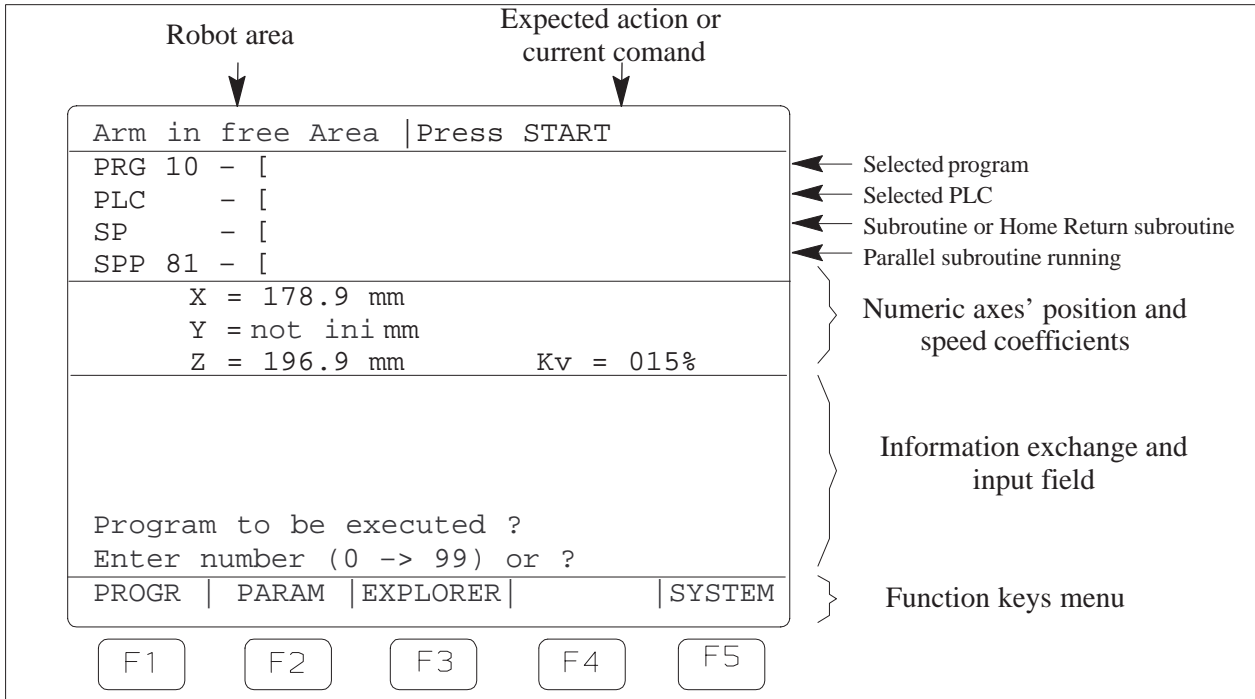 Robot area
Expected action or
current comand
Arm in free Area |Press START
PRG 10 – [
Selected program
PLC – [
Selected PLC
SP – [
Subroutine or Home Return subroutine
SPP 81 – [
Parallel subroutine running
X = 178.9 mm
Y = not ini mm
Z = 196.9 mm Kv = 015%
Numeric axes’ position and
speed coefficients
Information exchange and
input field
Program to be executed ?
Enter number (0 –> 99) or ?
PROGR | PARAM |EXPLORER| |SYSTEM
Function keys menu
F1 F2 F3 F4 F5